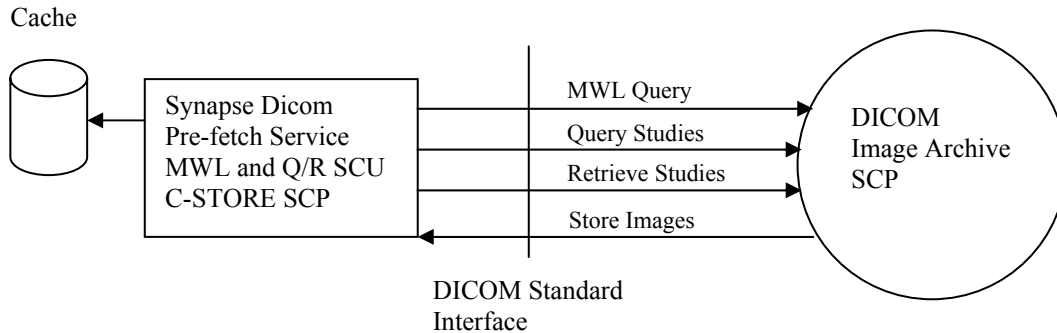 Cache
Synapse Dicom
Pre-fetch Service
MWL and Q/R SCU
C-STORE SCP
MWL Query
Query Studies
Retrieve Studies
Store Images
DICOM
Image Archive
SCP
DICOM Standard
Interface